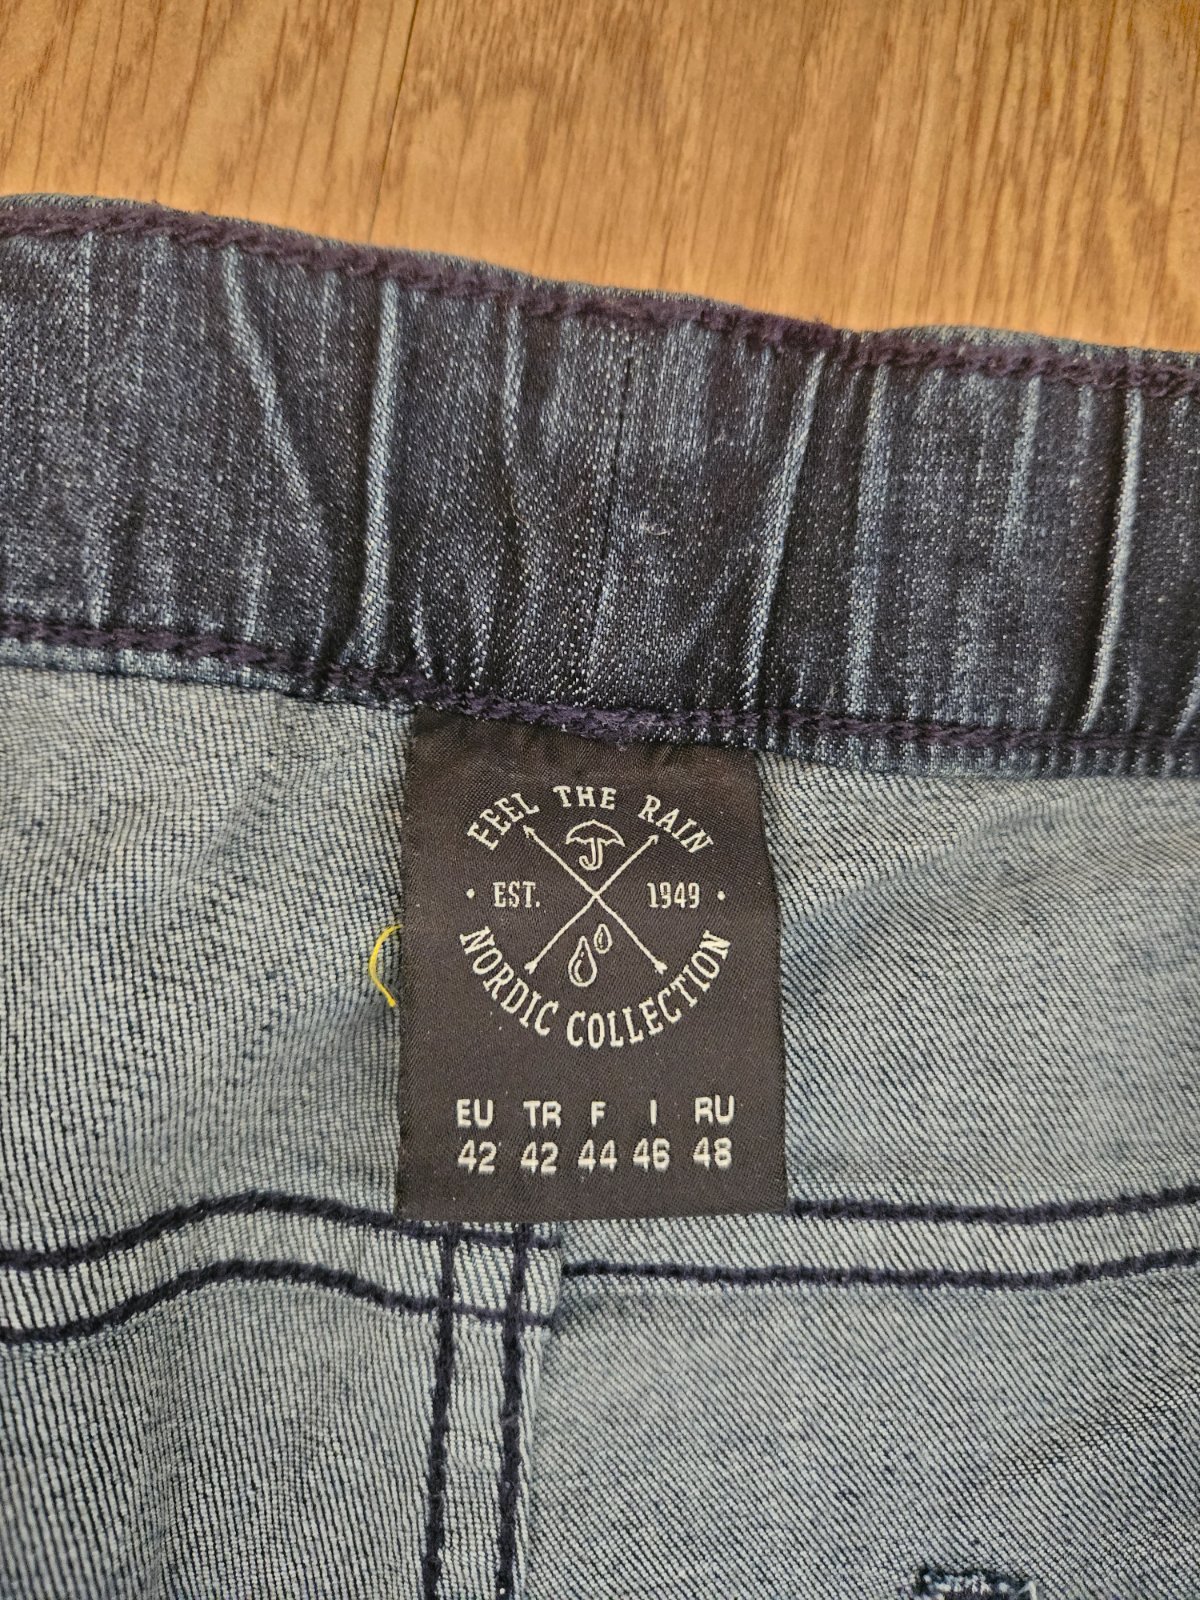 FEEL THE RAIN
· EST. 1949 ·
NORDIC COLLECTION
EU TR F I RU
42 42 44 46 48